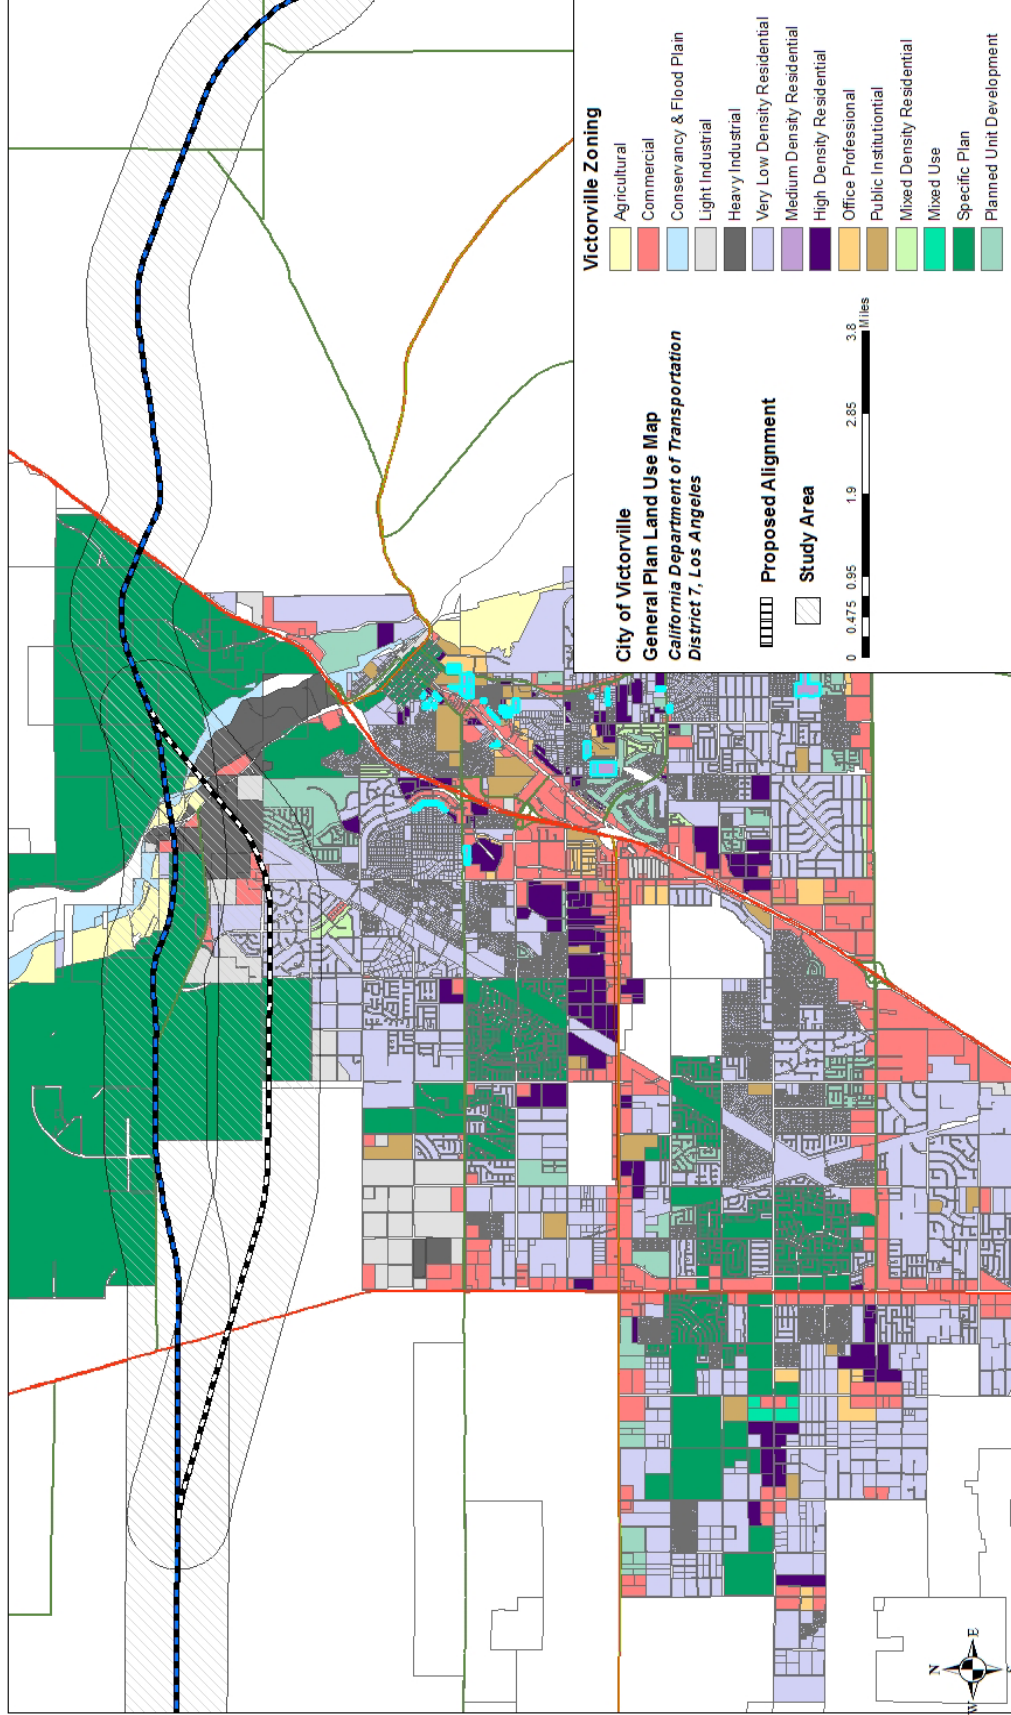 City of Victorville
General Plan Land Use Map
California Department of Transportation
District 7, Los Angeles
Proposed Alignment
Study Area
0 0.475 0.95 1.9 2.85 3.8
Miles
Victorville Zoning
Agricultural
Commercial
Conservancy & Flood Plain
Light Industrial
Heavy Industrial
Very Low Density Residential
Medium Density Residential
High Density Residential
Office Professional
Public Institutiontial
Mixed Density Residential
Mixed Use
Specific Plan
Planned Unit Development
N
W E